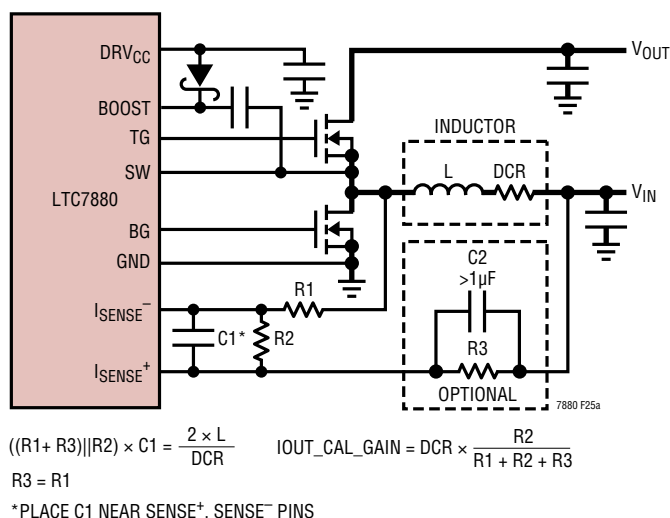 DRVCC
BOOST
TG
SW
LTC7880
BG
GND
ISENSE−
ISENSE+
VOUT
INDUCTOR
L DCR
VIN
C2
>1µF
R1
C1* R2
R3
OPTIONAL
7880 F25a
((R1+ R3)||R2) × C1 = 2 × L / DCR
IOUT_CAL_GAIN = DCR × R2 / R1 + R2 + R3
R3 = R1
*PLACE C1 NEAR SENSE+, SENSE− PINS